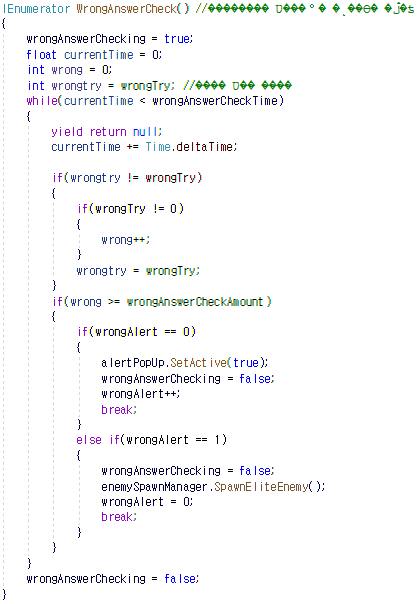 IEnumerator WrongAnswerCheck() //
{
wrongAnswerChecking = true;
float currentTime = 0;
int wrong = 0;
int wrongtry = wrongTry; //
while(currentTime < wrongAnswerCheckTime)
{
yield return null;
currentTime += Time.deltaTime;
if(wrongtry != wrongTry)
{
if(wrongTry != 0)
{
wrong++;
}
wrongtry = wrongTry;
}
if(wrong >= wrongAnswerCheckAmount)
{
if(wrongAlert == 0)
{
alertPopUp.SetActive(true);
wrongAnswerChecking = false;
wrongAlert++;
break;
}
else if(wrongAlert == 1)
{
wrongAnswerChecking = false;
enemySpawnManager.SpawnEliteEnemy();
wrongAlert = 0;
break;
}
}
}
wrongAnswerChecking = false;
}